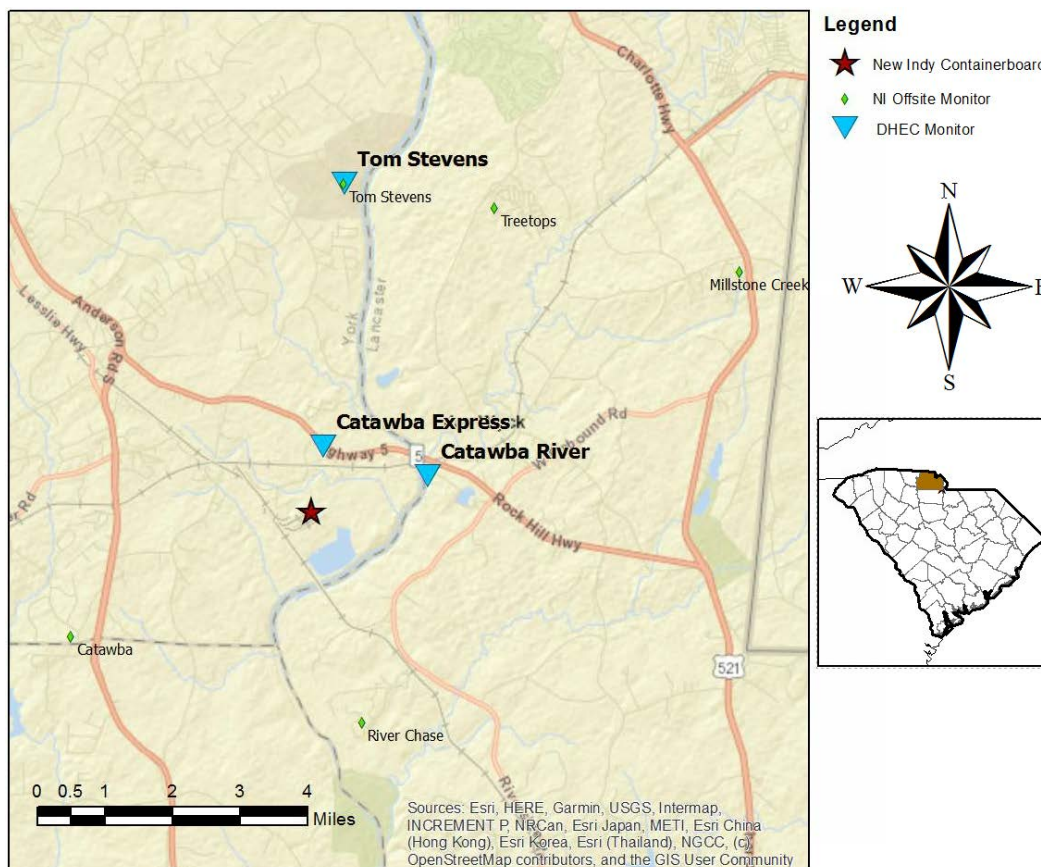 Legend
New Indy Containerboard
NI Offsite Monitor
DHEC Monitor
Charlotte Hwy
Tom Stevens
Tom Stevens
Treetops
Millstone Creek
York
Lancaster
Lesslie Hwy
Anderson Rd S
N
W
E
S
Catawba Express
Highway 5
5
Catawba River
Rock Hill Hwy
521
Catawba
River Chase
0 0.5 1 2 3 4
Miles
Sources: Esri, HERE, Garmin, USGS, Intermap,
INCREMENT P, NRCan, Esri Japan, METI, Esri China
(Hong Kong), Esri Korea, Esri (Thailand), NGCC, (c)
OpenStreetMap contributors, and the GIS User Community